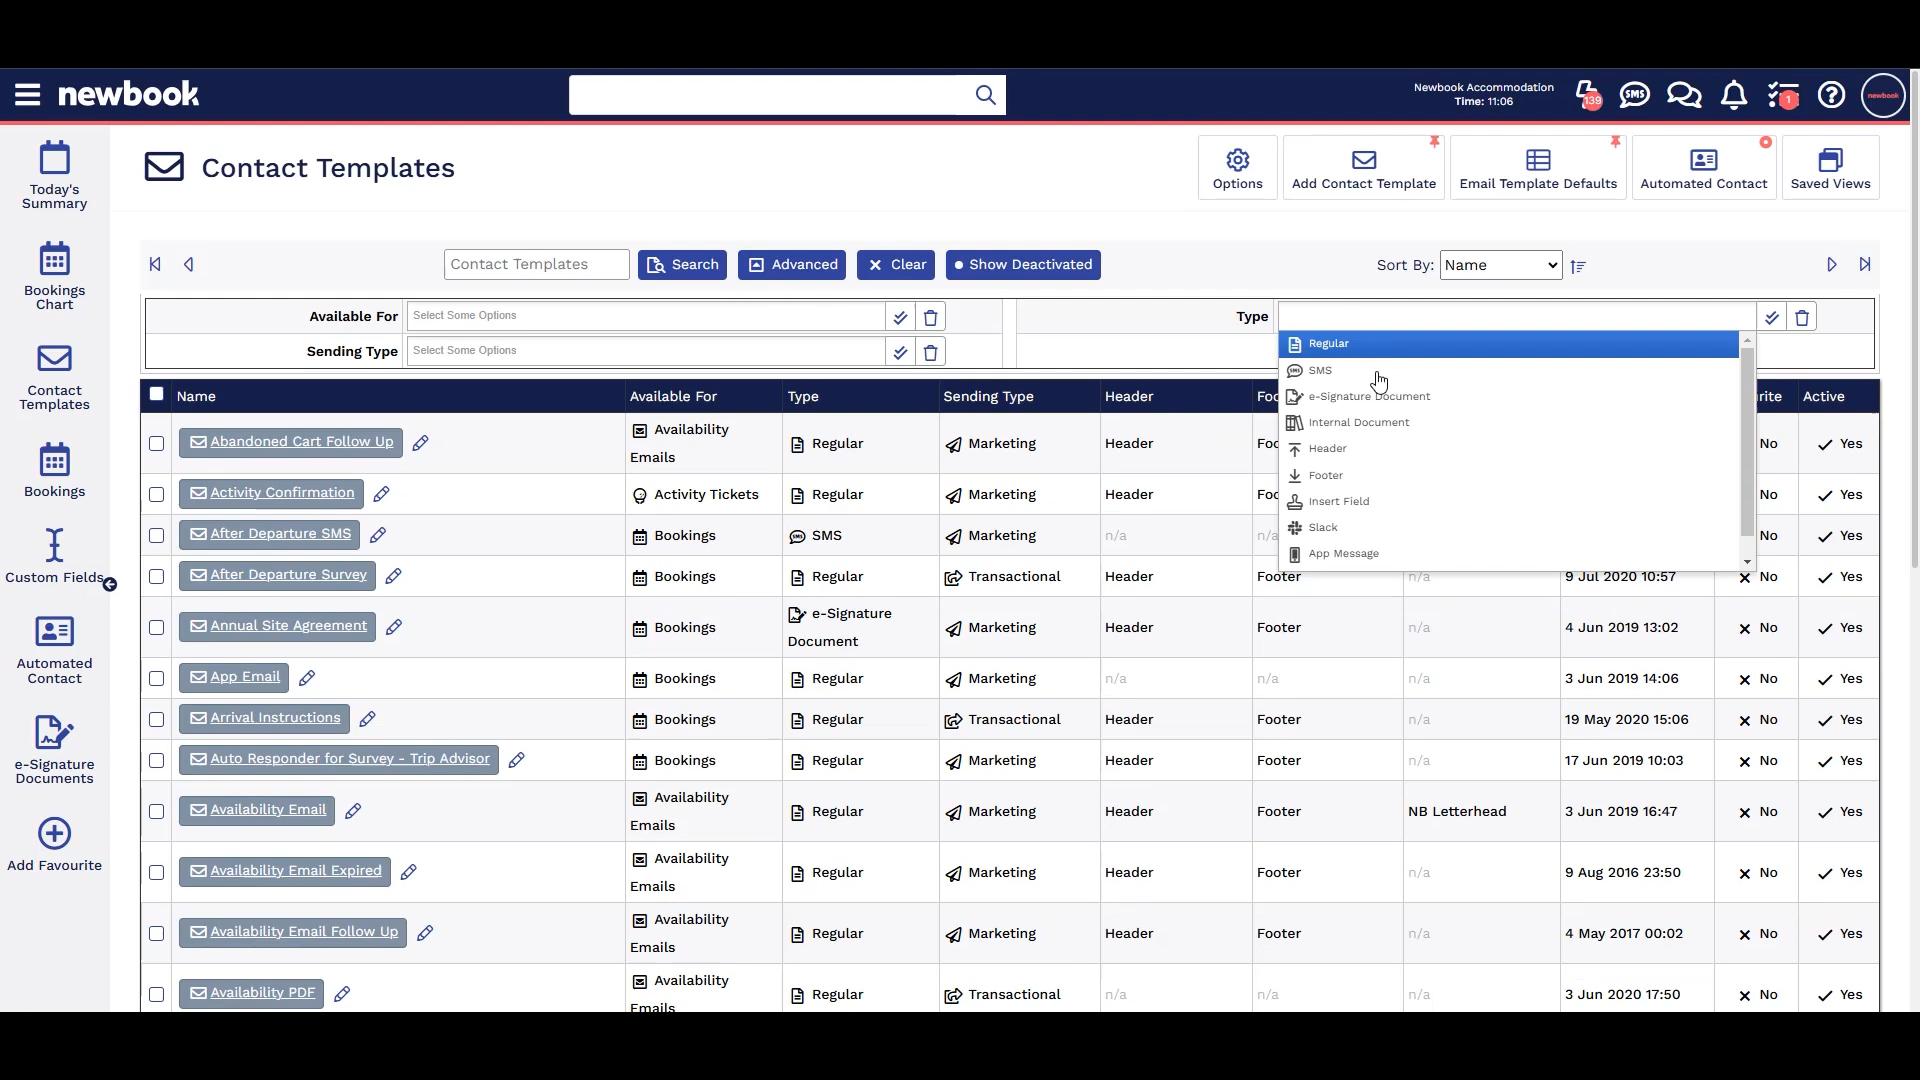 newbook
Newbook Accommodation
Time: 11:06
139
SMS
1
newbook
Today's
Summary
Bookings
Chart
Contact
Templates
Bookings
Custom Fields
Automated
Contact
e-Signature
Documents
Add Favourite
Contact Templates
Options
Add Contact Template
Email Template Defaults
Automated Contact
Saved Views
Contact Templates
Search
Advanced
Clear
Show Deactivated
Sort By:
Name
Available For
Select Some Options
Type
Sending Type
Select Some Options
Regular
SMS
e-Signature Document
Internal Document
Header
Footer
Insert Field
Slack
App Message
Name Available For Type Sending Type Header Foo rite Active
Abandoned Cart Follow Up Availability Emails Regular Marketing Header Foo No Yes
Activity Confirmation Activity Tickets Regular Marketing Header Foo No Yes
After Departure SMS Bookings SMS Marketing n/a n/a No Yes
After Departure Survey Bookings Regular Transactional Header Footer n/a 9 Jul 2020 10:57 No Yes
Annual Site Agreement Bookings e-Signature Document Marketing Header Footer n/a 4 Jun 2019 13:02 No Yes
App Email Bookings Regular Marketing n/a n/a n/a 3 Jun 2019 14:06 No Yes
Arrival Instructions Bookings Regular Transactional Header Footer n/a 19 May 2020 15:06 No Yes
Auto Responder for Survey - Trip Advisor Bookings Regular Marketing Header Footer n/a 17 Jun 2019 10:03 No Yes
Availability Email Availability Emails Regular Marketing Header Footer NB Letterhead 3 Jun 2019 16:47 No Yes
Availability Email Expired Availability Emails Regular Marketing Header Footer n/a 9 Aug 2016 23:50 No Yes
Availability Email Follow Up Availability Emails Regular Marketing Header Footer n/a 4 May 2017 00:02 No Yes
Availability PDF Availability Emails Regular Transactional n/a n/a n/a 3 Jun 2020 17:50 No Yes